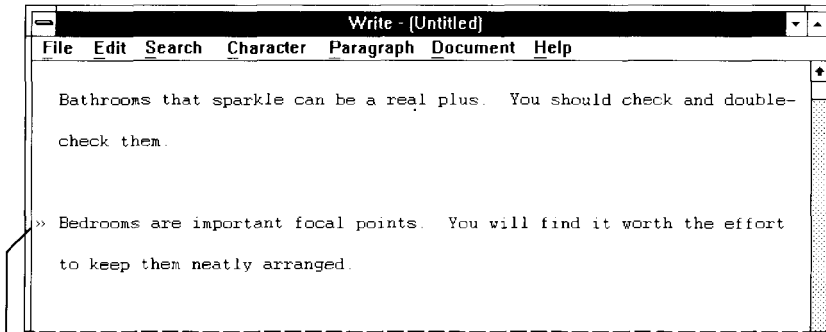 Write - (Untitled)
File Edit Search Character Paragraph Document Help
Bathrooms that sparkle can be a real plus. You should check and double-
check them.
» Bedrooms are important focal points. You will find it worth the effort
to keep them neatly arranged.